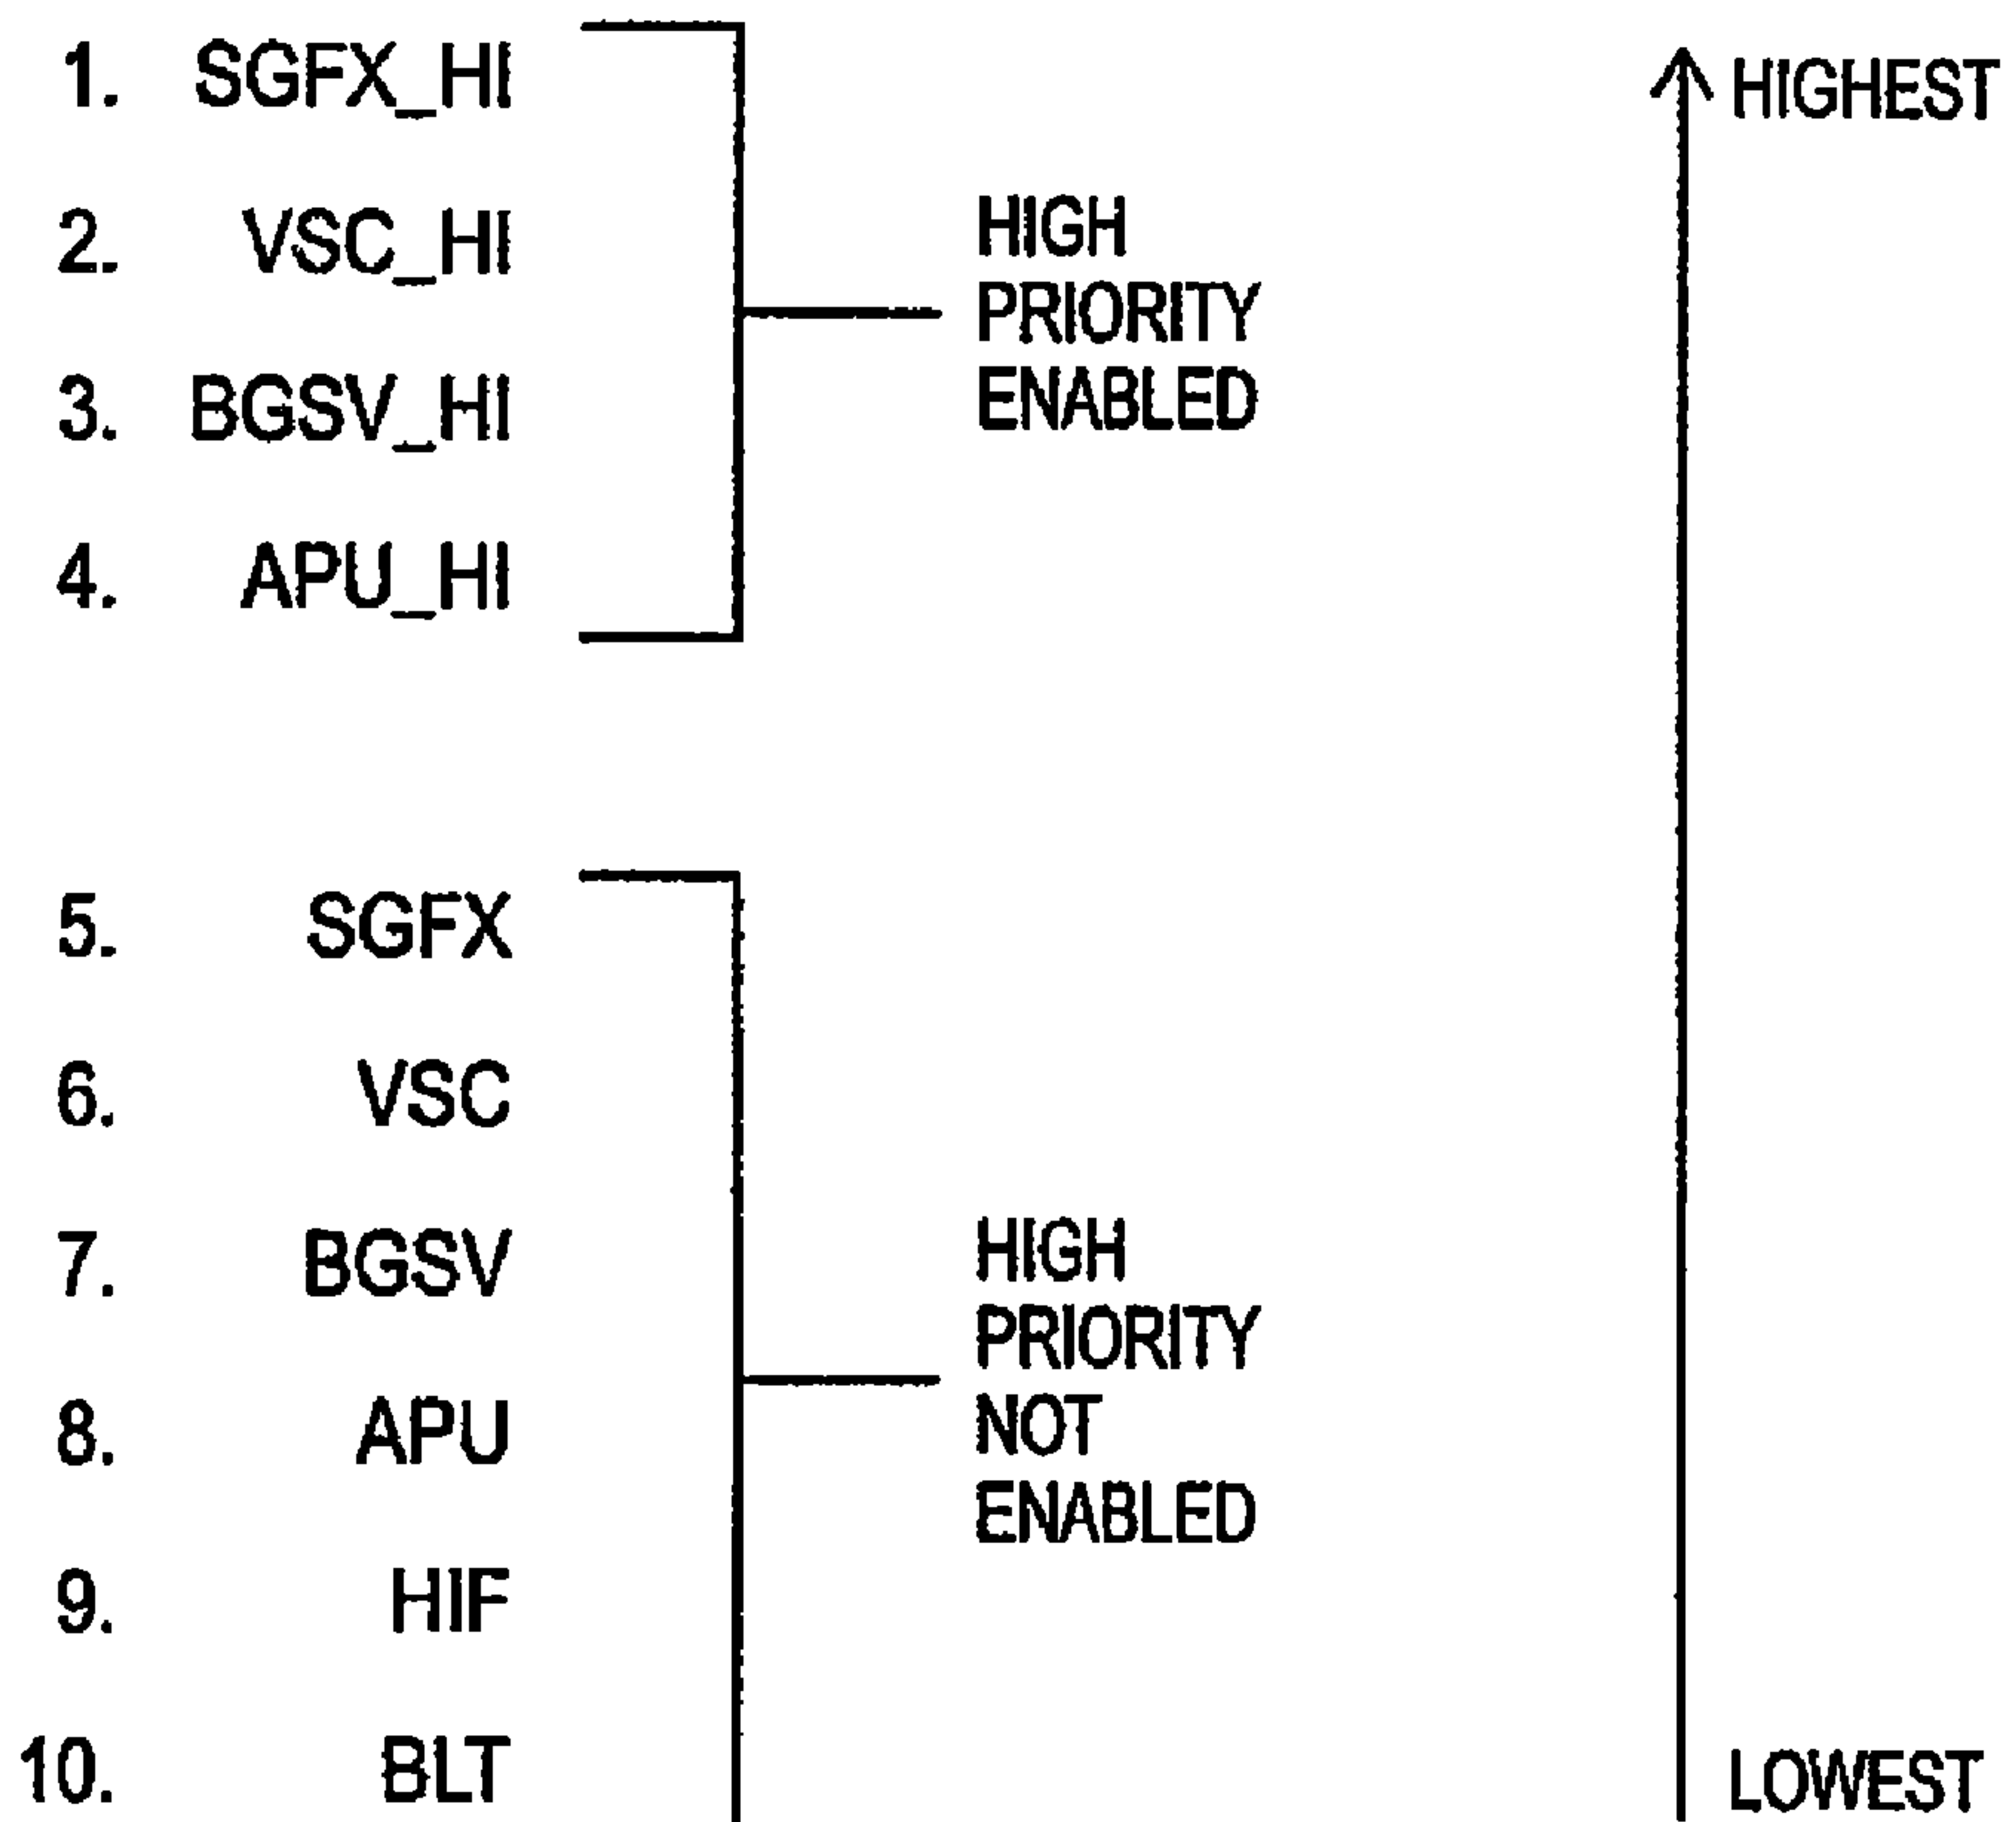 1. SGFX_HI
2. VSC_HI
3. BGSV_HI
4. APU_HI
HIGH
PRIORITY
ENABLED
5. SGFX
6. VSC
7. BGSV
8. APU
9. HIF
10. BLT
HIGH
PRIORITY
NOT
ENABLED
HIGHEST
LOWEST